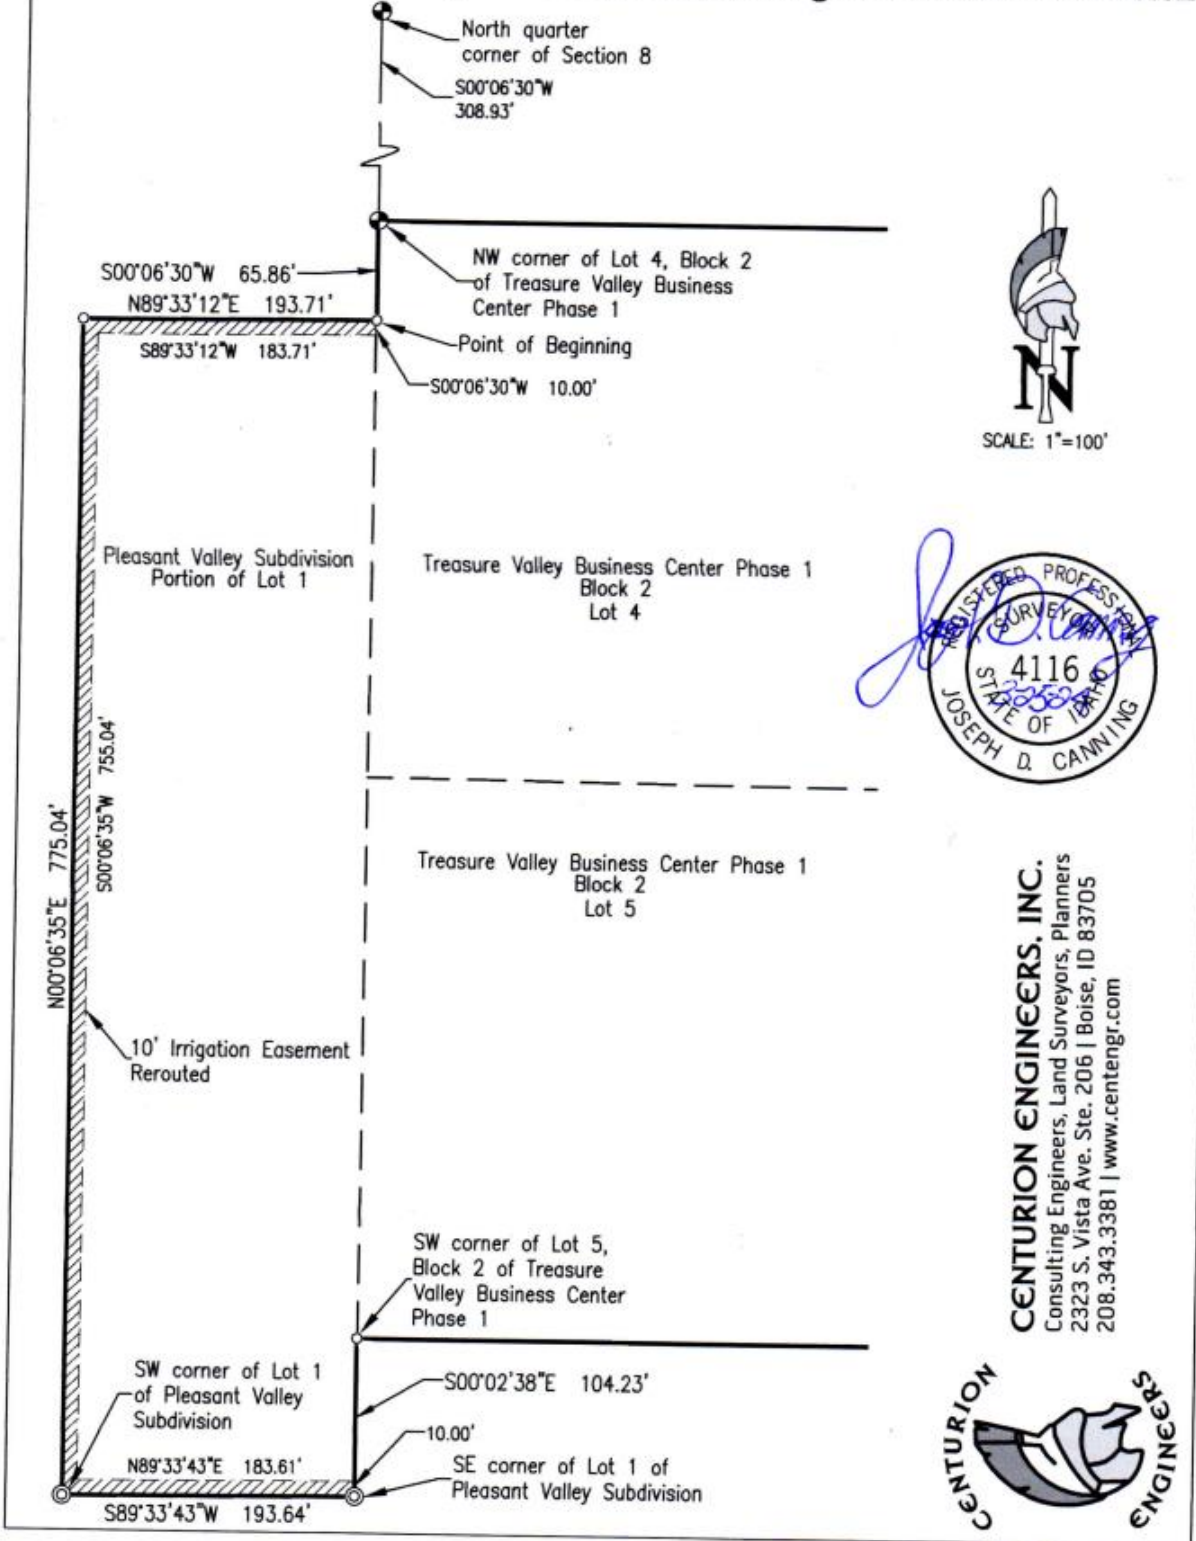 North quarter
corner of Section 8
S00°06'30"W
308.93'
NW corner of Lot 4, Block 2
of Treasure Valley Business
Center Phase 1
S00°06'30"W 65.86'
N89°33'12"E 193.71'
S89°33'12"W 183.71'
Point of Beginning
S00°06'30"W 10.00'
N
SCALE: 1"=100'
Pleasant Valley Subdivision
Portion of Lot 1
Treasure Valley Business Center Phase 1
Block 2
Lot 4
REGISTERED PROFESSIONAL
SURVEYOR
4116
STATE OF IDAHO
JOSEPH D. CANNING
N00°06'35"E 775.04'
S00°06'35"W 755.04'
Treasure Valley Business Center Phase 1
Block 2
Lot 5
10' Irrigation Easement
Rerouted
SW corner of Lot 5,
Block 2 of Treasure
Valley Business Center
Phase 1
SW corner of Lot 1
of Pleasant Valley
Subdivision
S00°02'38"E 104.23'
10.00'
N89°33'43"E 183.61'
SE corner of Lot 1 of
Pleasant Valley Subdivision
S89°33'43"W 193.64'
CENTURION ENGINEERS, INC.
Consulting Engineers, Land Surveyors, Planners
2323 S. Vista Ave. Ste. 206 | Boise, ID 83705
208.343.3381 | www.centengr.com
CENTURION
ENGINEERS